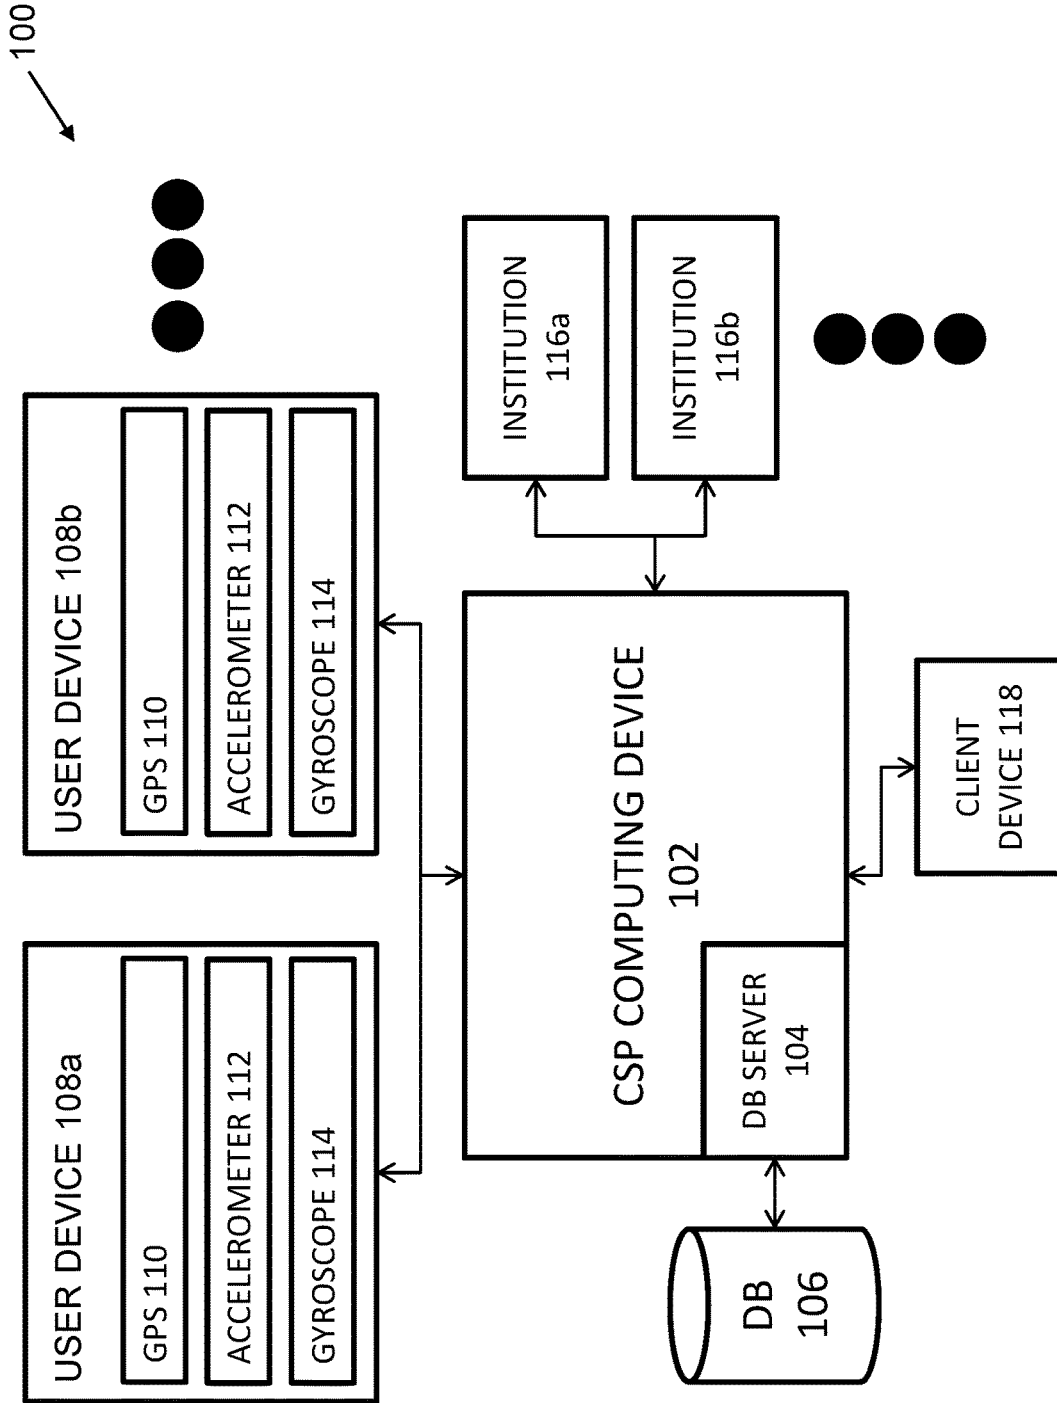 100
USER DEVICE 108a
GPS 110
ACCELEROMETER 112
GYROSCOPE 114
USER DEVICE 108b
GPS 110
ACCELEROMETER 112
GYROSCOPE 114
CSP COMPUTING DEVICE
102
DB SERVER
104
DB
106
INSTITUTION
116a
INSTITUTION
116b
CLIENT
DEVICE 118